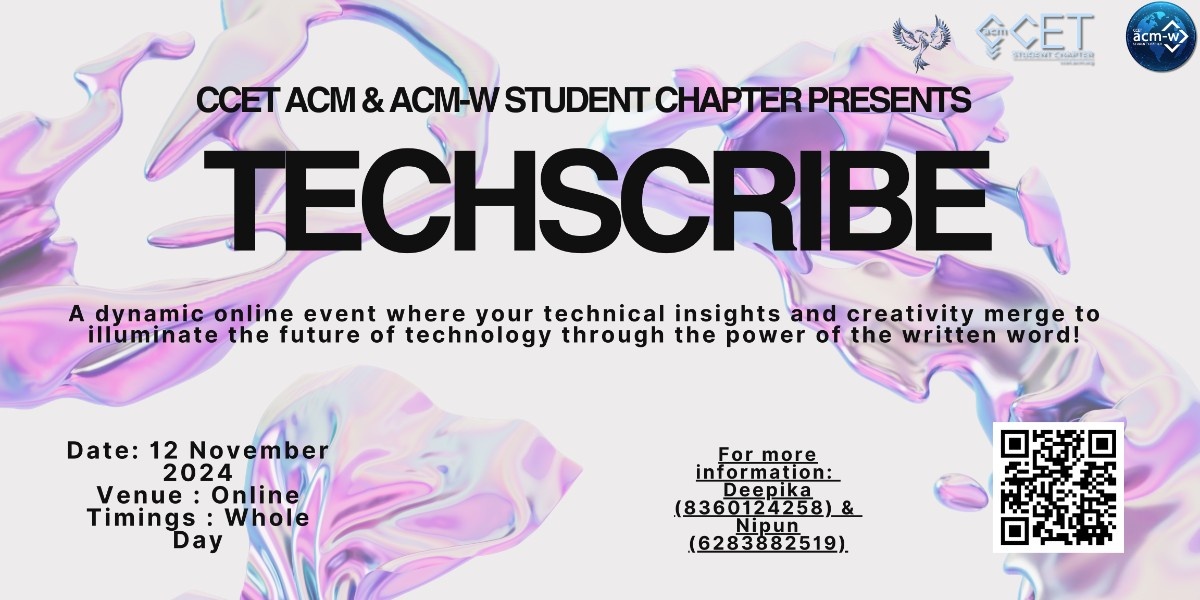 acm CCET
STUDENT CHAPTER
acm-w
CCET ACM & ACM-W STUDENT CHAPTER PRESENTS
TECHSCRIBE
A dynamic online event where your technical insights and creativity merge to
illuminate the future of technology through the power of the written word!
Date: 12 November
2024
Venue : Online
Timings : Whole
Day
For more
information:
Deepika
(8360124258) &
Nipun
(6283882519)